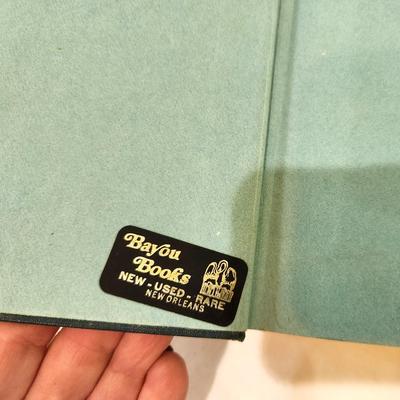 Bayou
Books
NEW - USED - RARE
NEW ORLEANS